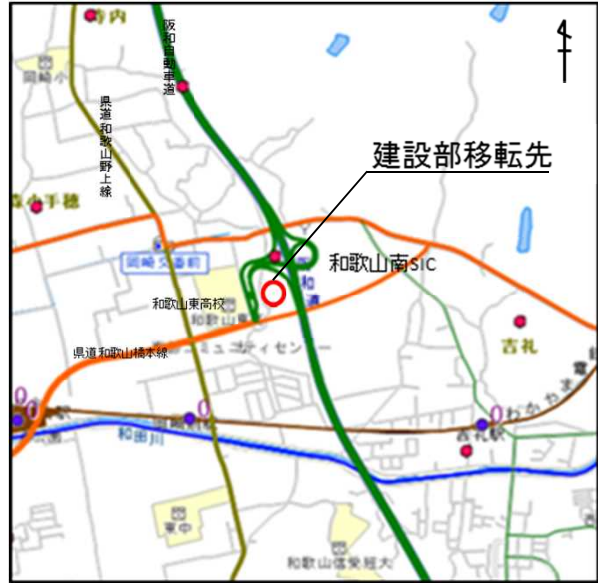 寺内
岡崎小
阪和自動車道
県道和歌山野上線
建設部移転先
森小手穂
岡崎交番前
和歌山南SIC
和歌山東高校
県道和歌山橋本線
吉礼
わかやま電
和田川
吉礼駅
東中
和歌山信愛短大